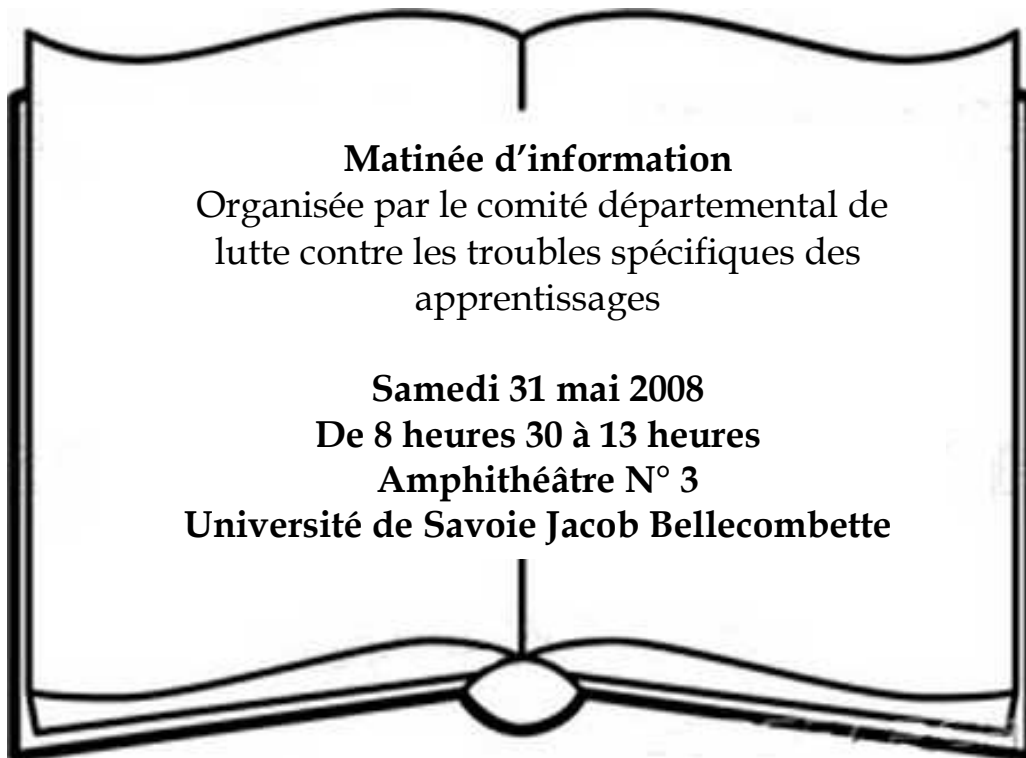 Matinée d’information
Organisée par le comité départemental de
lutte contre les troubles spécifiques des
apprentissages
Samedi 31 mai 2008
De 8 heures 30 à 13 heures
Amphithéâtre N° 3
Université de Savoie Jacob Bellecombette